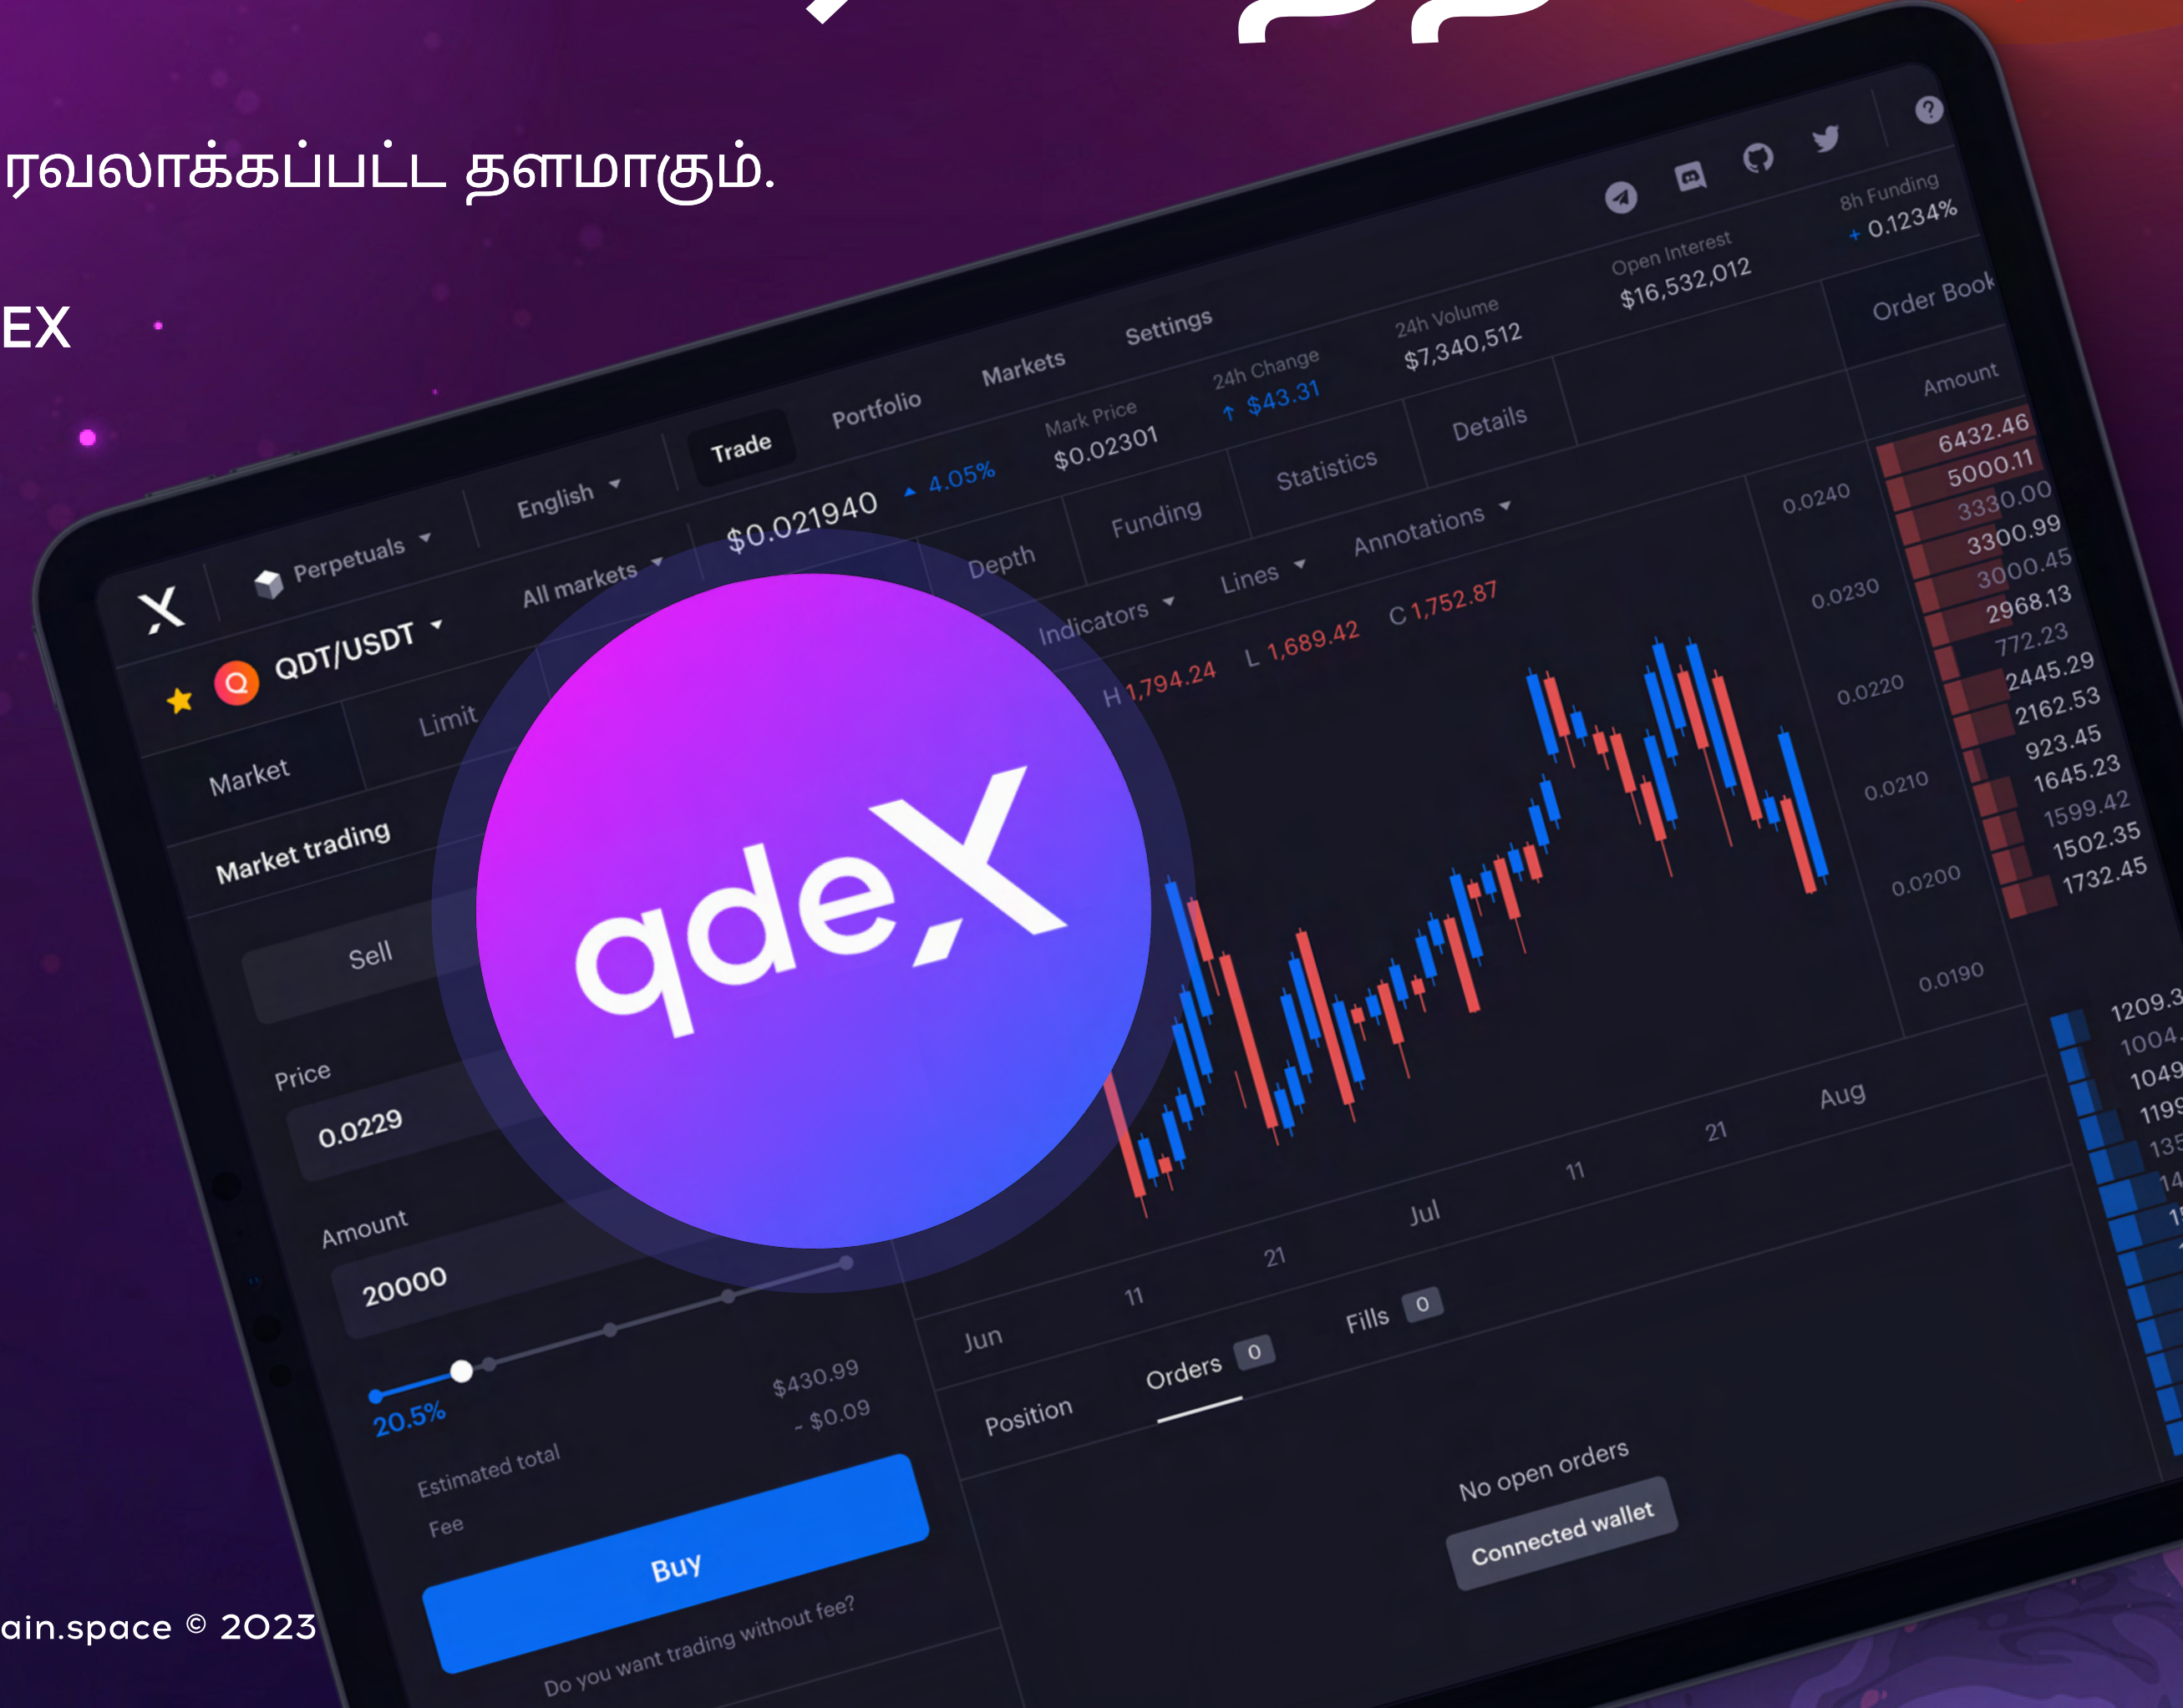 ரவலாக்கப்பட்ட தளமாகும்.
EX
Perpetuals
English
Trade
Portfolio
Markets
Settings
QDT/USDT
All markets
$0.021940
4.05%
Mark Price
$0.02301
24h Change
↑ $43.31
24h Volume
$7,340,512
Open Interest
$16,532,012
8h Funding
+ 0.1234%
Market
Limit
Depth
Funding
Statistics
Details
Order Book
Indicators
Lines
Annotations
Amount
H 1,794.24
L 1,689.42
C 1,752.87
Market trading
Sell
Price
0.0229
Amount
20000
20.5%
$430.99
~ $0.09
Estimated total
Fee
Buy
Do you want trading without fee?
qdeX
0.0240
0.0230
0.0220
0.0210
0.0200
0.0190
Jun
11
21
Jul
11
21
Aug
6432.46
5000.11
3330.00
3300.99
3000.45
2968.13
772.23
2445.29
2162.53
923.45
1645.23
1599.42
1502.35
1732.45
1209.3
1004.
1049
1199
135
14
Position
Orders 0
Fills 0
No open orders
Connected wallet
ain.space © 2023